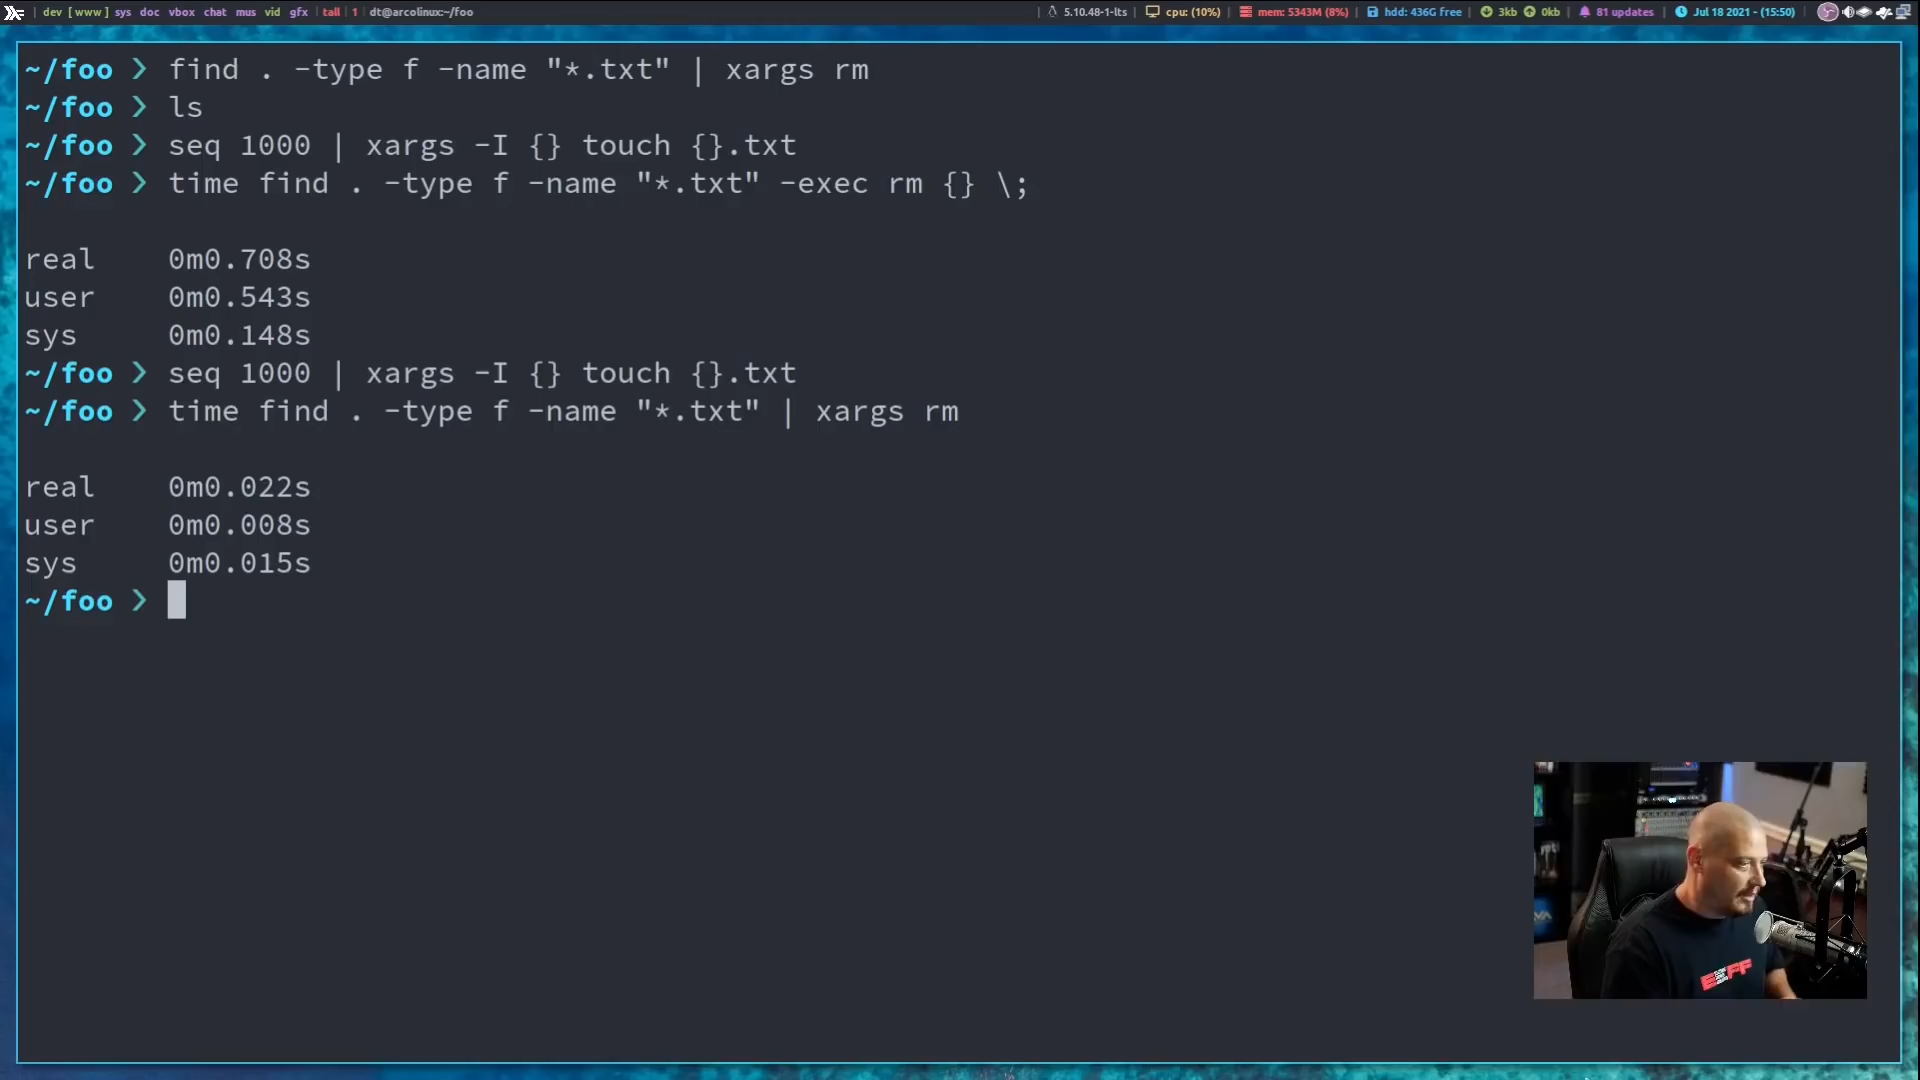 dev [ www ] sys doc vbox chat mus vid gfx | tall | 1 | dt@arcolinux:~/foo | 5.10.48-1-lts | cpu: (10%) | mem: 5343M (8%) | hdd: 436G free | 3kb 0kb | 81 updates | Jul 18 2021 - (15:50) |
~/foo ❯ find . -type f -name "*.txt" | xargs rm
~/foo ❯ ls
~/foo ❯ seq 1000 | xargs -I {} touch {}.txt
~/foo ❯ time find . -type f -name "*.txt" -exec rm {} \;
real 0m0.708s
user 0m0.543s
sys 0m0.148s
~/foo ❯ seq 1000 | xargs -I {} touch {}.txt
~/foo ❯ time find . -type f -name "*.txt" | xargs rm
real 0m0.022s
user 0m0.008s
sys 0m0.015s
~/foo ❯